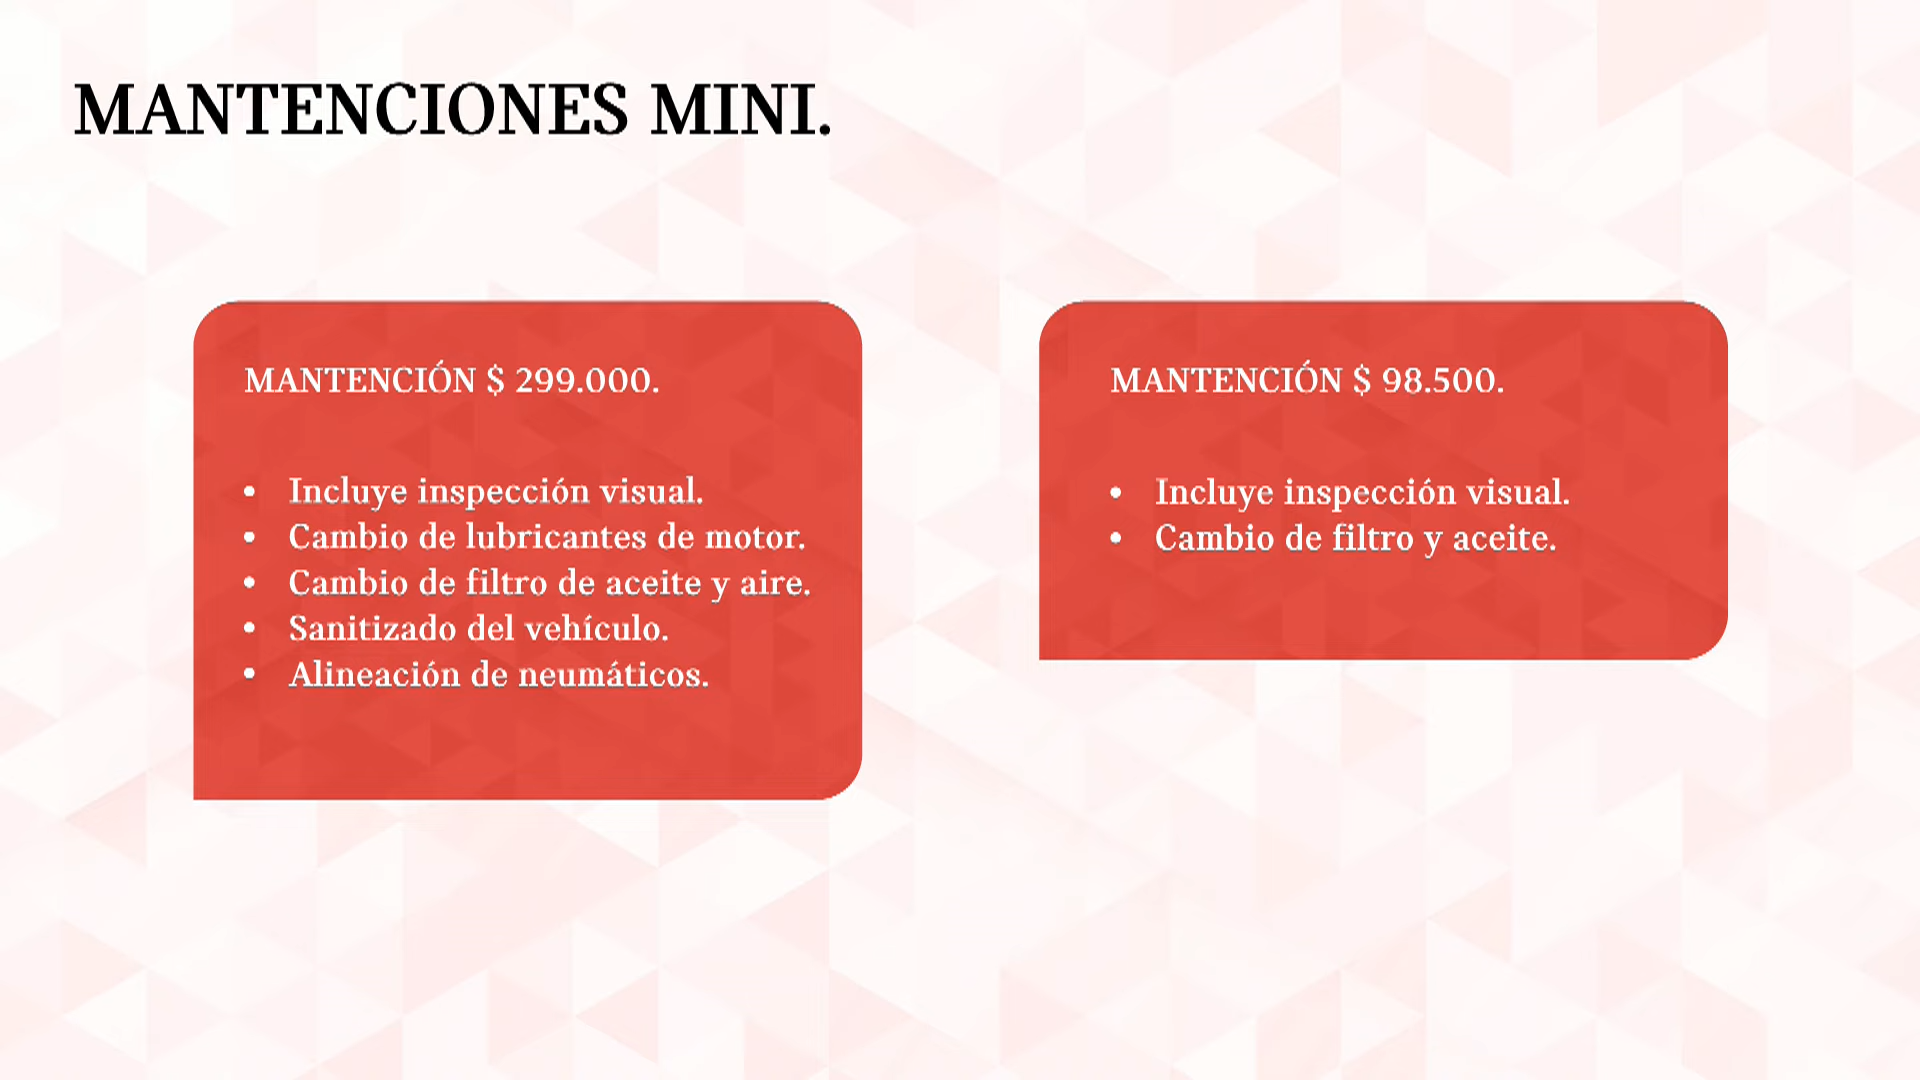 MANTENCIONES MINI.
MANTENCIÓN $ 299.000.
• Incluye inspección visual.
• Cambio de lubricantes de motor.
• Cambio de filtro de aceite y aire.
• Sanitizado del vehículo.
• Alineación de neumáticos.
MANTENCIÓN $ 98.500.
• Incluye inspección visual.
• Cambio de filtro y aceite.